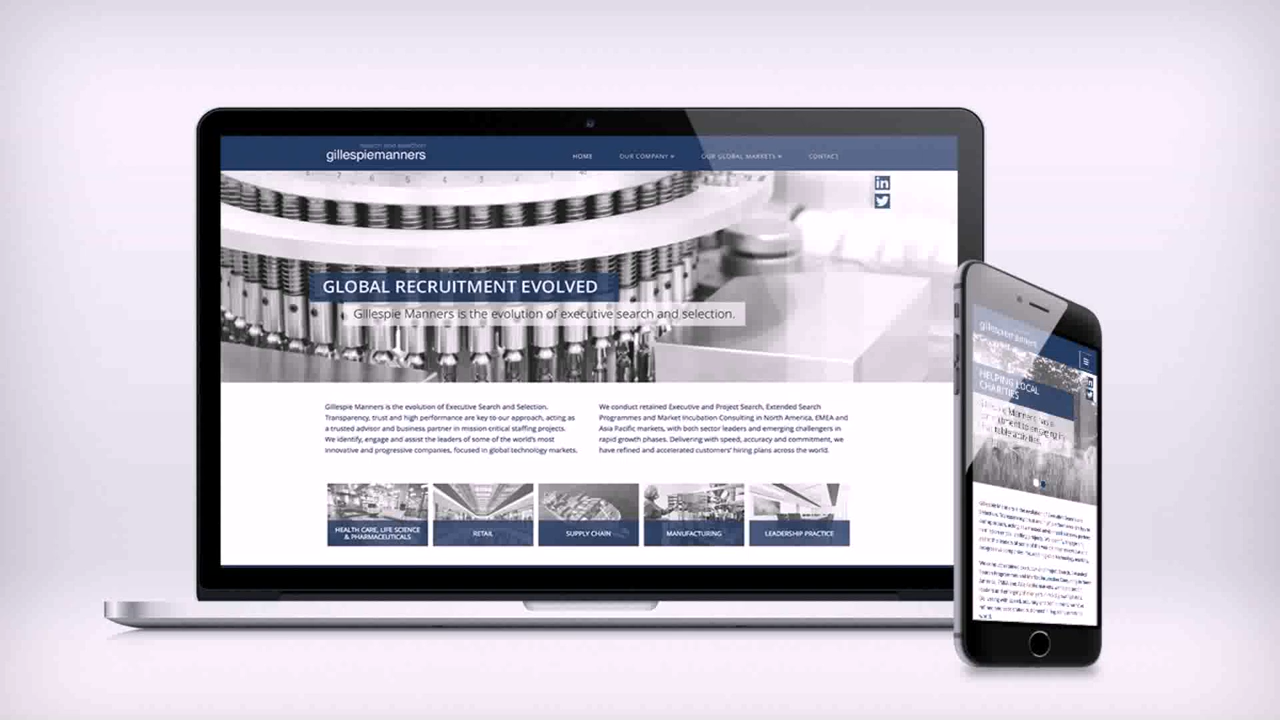 search and selection
gillespiemanners
HOME
OUR COMPANY
OUR GLOBAL MARKETS
CONTACT
in
GLOBAL RECRUITMENT EVOLVED
Gillespie Manners is the evolution of executive search and selection.
Gillespie Manners is the evolution of Executive Search and Selection.
Transparency, trust and high performance are key to our approach, acting as
a trusted advisor and business partner in mission critical staffing projects.
We identify, engage and assist the leaders of some of the world's most
innovative and progressive companies, focused in global technology markets.
We conduct retained Executive and Project Search, Extended Search
Programmes and Market Incubation Consulting in North America, EMEA and
Asia Pacific markets, with both sector leaders and emerging challengers in
rapid growth phases. Delivering with speed, accuracy and commitment, we
have refined and accelerated customers' hiring plans across the world.
HEALTH CARE, LIFE SCIENCE
& PHARMACEUTICALS
RETAIL
SUPPLY CHAIN
MANUFACTURING
LEADERSHIP PRACTICE
gillespiemanners
in
HELPING LOCAL
CHARITIES